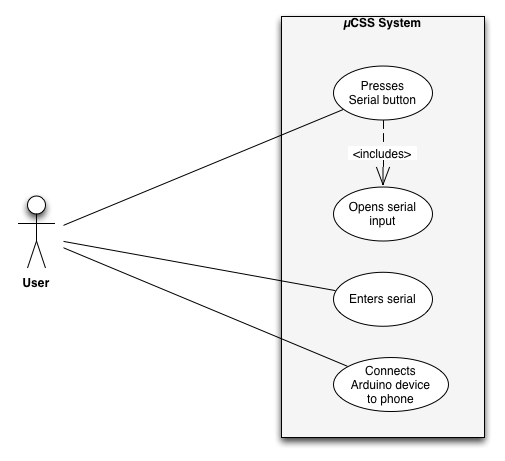 µCSS System
Presses
Serial button
<includes>
Opens serial
input
User
Enters serial
Connects
Arduino device
to phone